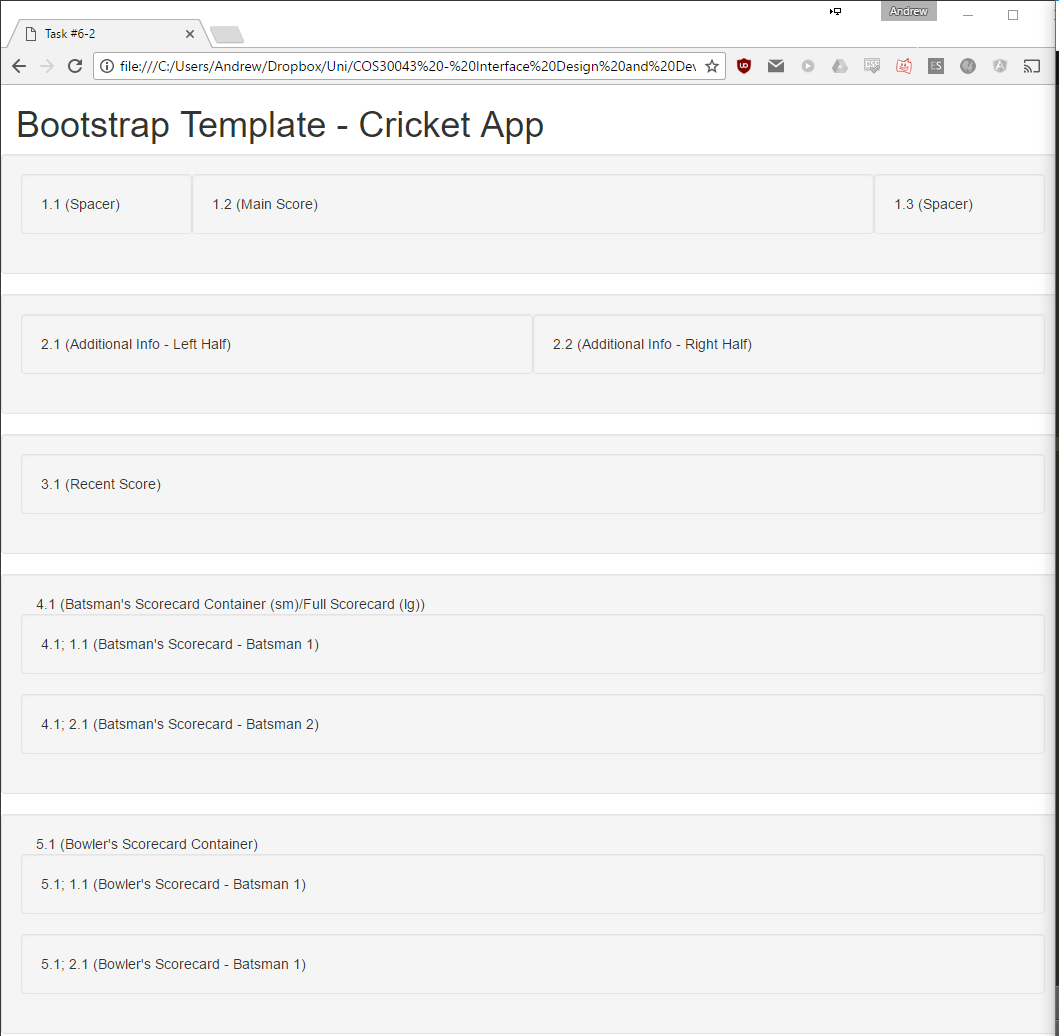 Andrew
Task #6-2
file:///C:/Users/Andrew/Dropbox/Uni/COS30043%20-%20Interface%20Design%20and%20Dev
Bootstrap Template - Cricket App
1.1 (Spacer) 1.2 (Main Score) 1.3 (Spacer)
2.1 (Additional Info - Left Half) 2.2 (Additional Info - Right Half)
3.1 (Recent Score)
4.1 (Batsman's Scorecard Container (sm)/Full Scorecard (lg))
4.1; 1.1 (Batsman's Scorecard - Batsman 1)
4.1; 2.1 (Batsman's Scorecard - Batsman 2)
5.1 (Bowler's Scorecard Container)
5.1; 1.1 (Bowler's Scorecard - Batsman 1)
5.1; 2.1 (Bowler's Scorecard - Batsman 1)